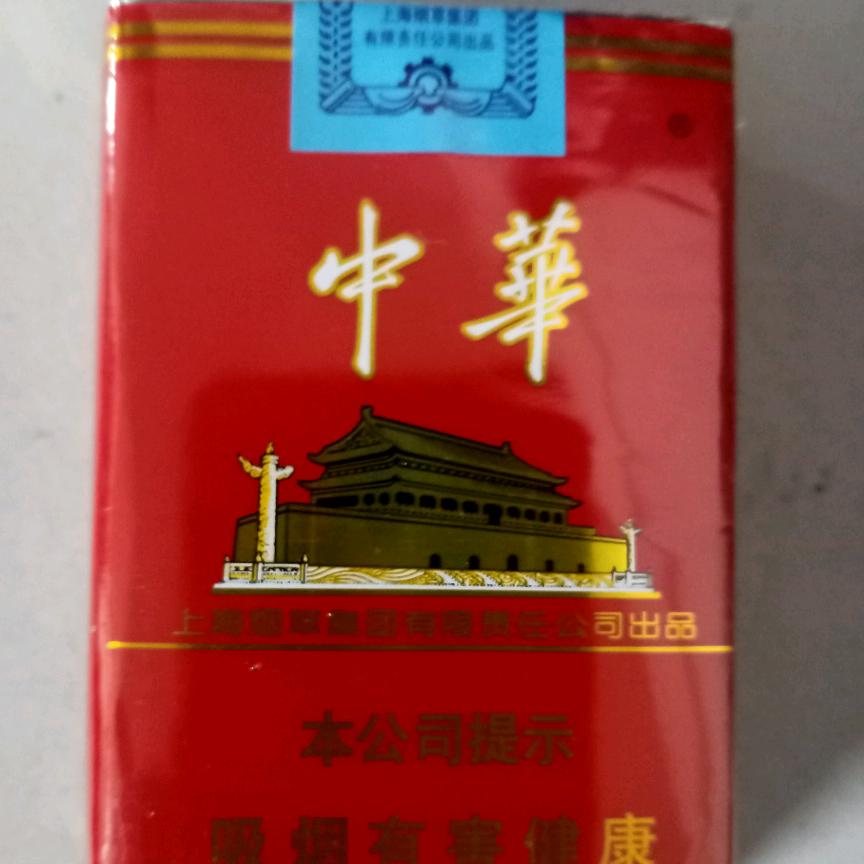 上海烟草集团
有限责任公司出品
中華
上海烟草集团有限责任公司出品
本公司提示
吸烟有害健康